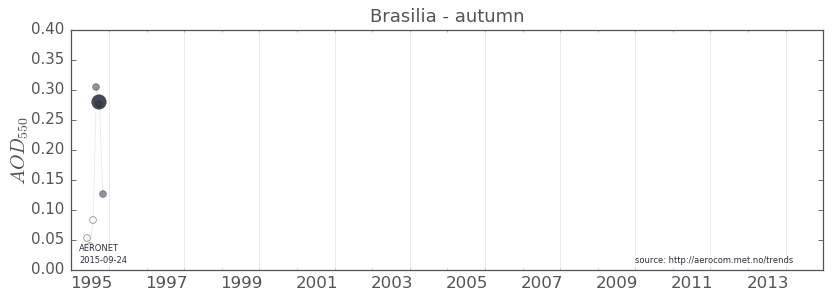 Brasilia - autumn
0.40
0.35
0.30
0.25
0.20
0.15
0.10
0.05
0.00
AOD550
AERONET
2015-09-24
source: http://aerocom.met.no/trends
1995 1997 1999 2001 2003 2005 2007 2009 2011 2013